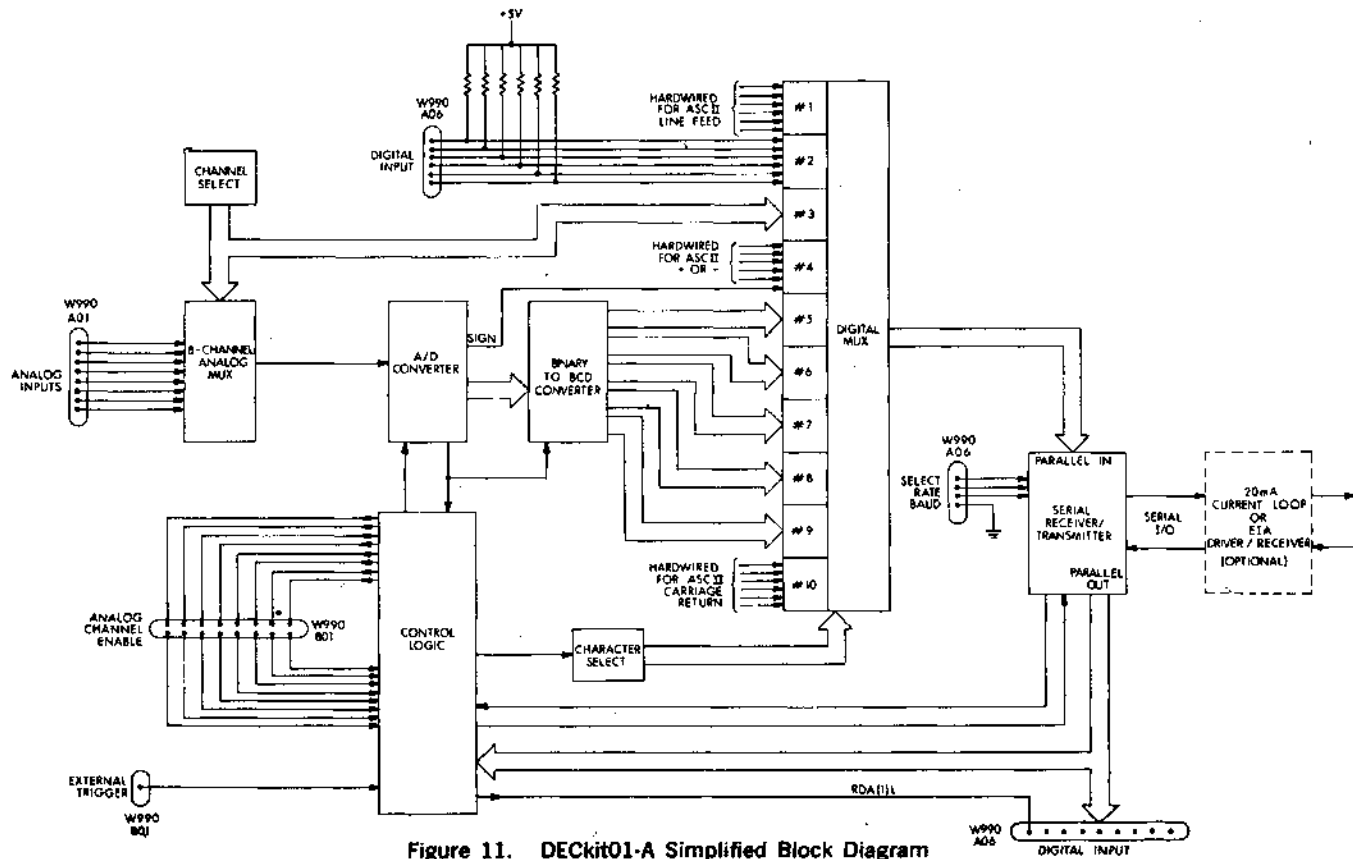 +5V
W990
A06
DIGITAL
INPUT
HARDWIRED
FOR ASCII
LINE FEED
#1
#2
#3
HARDWIRED
FOR ASCII
+ OR -
#4
#5
#6
#7
#8
#9
HARDWIRED
FOR ASCII
CARRIAGE
RETURN
#10
DIGITAL
MUX
CHANNEL
SELECT
W990
A01
ANALOG
INPUTS
8-CHANNEL
ANALOG
MUX
A/D
CONVERTER
SIGN
BINARY
TO BCD
CONVERTER
W990
A06
SELECT
RATE
BAUD
PARALLEL IN
SERIAL
RECEIVER/
TRANSMITTER
PARALLEL
OUT
SERIAL
I/O
20mA
CURRENT LOOP
OR
EIA
DRIVER/RECEIVER
(OPTIONAL)
ANALOG
CHANNEL
ENABLE
W990
B01
CONTROL
LOGIC
CHARACTER
SELECT
EXTERNAL
TRIGGER
W990
B01
RDA(1)L
W990
A06
DIGITAL INPUT
Figure 11. DECkit01-A Simplified Block Diagram